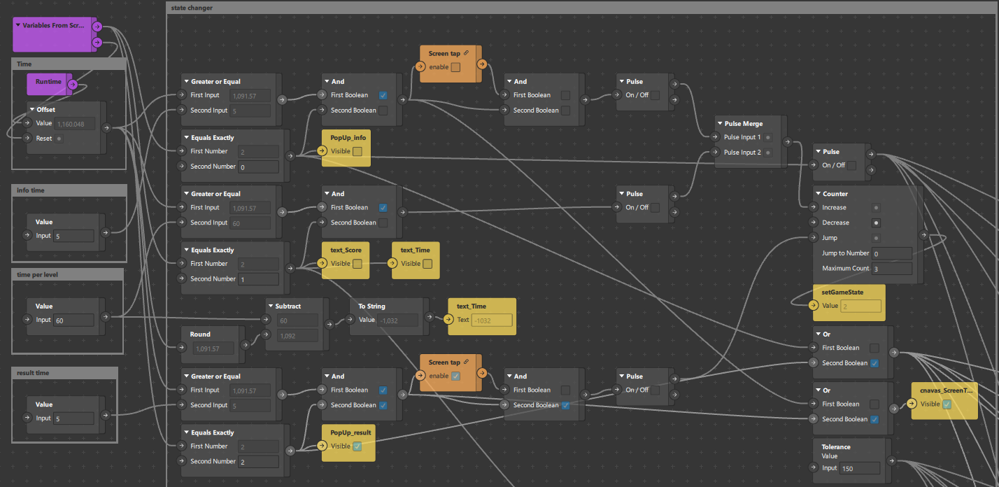 state changer
Variables From Scr...
Time
Runtime
Offset
Value 1,160.048
Reset
info time
Value
Input 5
time per level
Value
Input 60
result time
Value
Input 5
Greater or Equal
First Input 1,091.57
Second Input 5
And
First Boolean
Second Boolean
Screen tap
enable
And
First Boolean
Second Boolean
Pulse
On / Off
Equals Exactly
First Number 2
Second Number 0
PopUp_info
Visible
Pulse Merge
Pulse Input 1
Pulse Input 2
Pulse
On / Off
Greater or Equal
First Input 1,091.57
Second Input 60
And
First Boolean
Second Boolean
Pulse
On / Off
Counter
Increase
Decrease
Jump
Jump to Number 0
Maximum Count 3
Equals Exactly
First Number 2
Second Number 1
text_Score
Visible
text_Time
Visible
setGameState
Value 2
Subtract
60
1,092
To String
Value -1,032
text_Time
Text -1032
Round
1,091.57
Or
First Boolean
Second Boolean
Greater or Equal
First Input 1,091.57
Second Input 5
And
First Boolean
Second Boolean
Screen tap
enable
And
First Boolean
Second Boolean
Pulse
On / Off
Or
First Boolean
Second Boolean
cnavas_ScreenT...
Visible
Equals Exactly
First Number 2
Second Number 2
PopUp_result
Visible
Tolerance
Value
Input 150